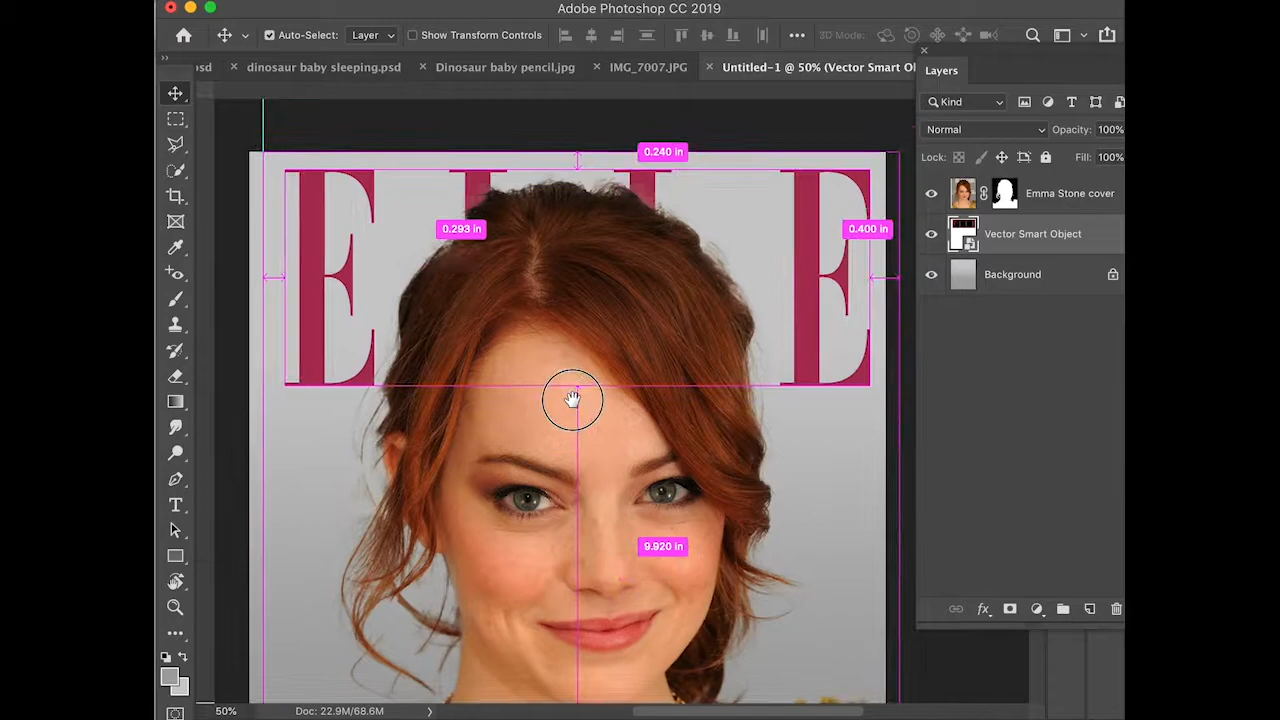 Adobe Photoshop CC 2019
Auto-Select: Layer Show Transform Controls 3D Mode:
sd × dinosaur baby sleeping.psd × Dinosaur baby pencil.jpg × IMG_7007.JPG × Untitled-1 @ 50% (Vector Smart Ob
Layers
Kind
Normal Opacity: 100%
Lock: Fill: 100%
Emma Stone cover
Vector Smart Object
Background
0.240 in
0.293 in
0.400 in
ELLE
9.920 in
fx
50% Doc: 22.9M/68.6M